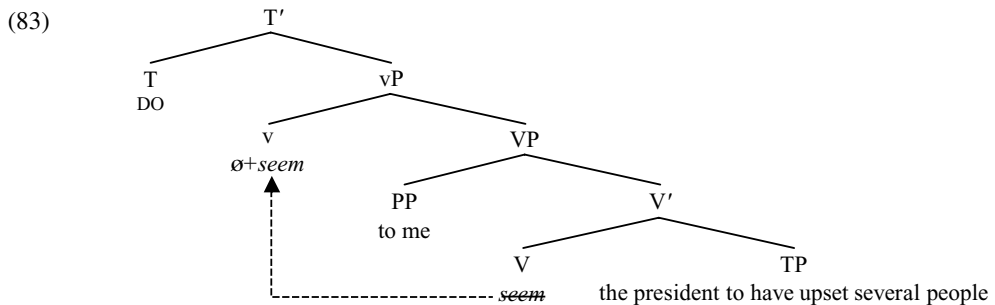 (83) T′
T vP
DO
v VP
ø+seem
PP V′
to me
V TP
seem the president to have upset several people